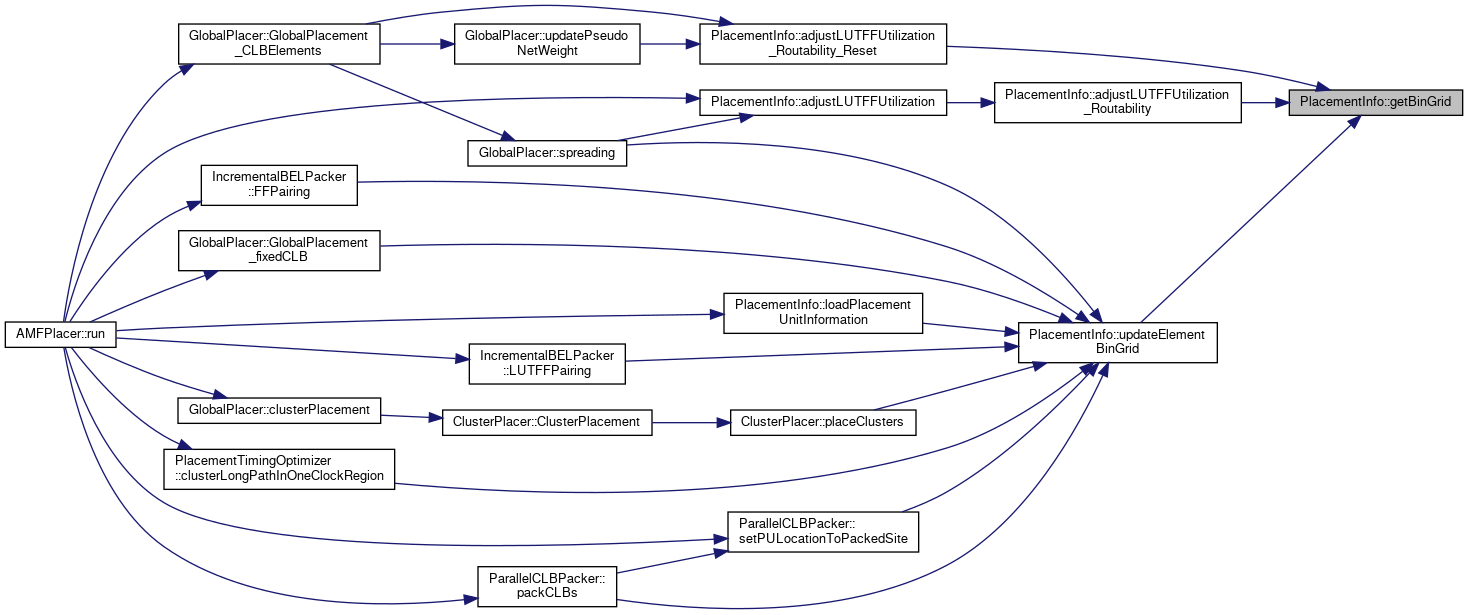 GlobalPlacer::GlobalPlacement
_CLBElements
GlobalPlacer::updatePseudo
NetWeight
PlacementInfo::adjustLUTFFUtilization
_Routability_Reset
PlacementInfo::adjustLUTFFUtilization
PlacementInfo::adjustLUTFFUtilization
_Routability
PlacementInfo::getBinGrid
GlobalPlacer::spreading
IncrementalBELPacker
::FFPairing
GlobalPlacer::GlobalPlacement
_fixedCLB
PlacementInfo::loadPlacement
UnitInformation
AMFPlacer::run
PlacementInfo::updateElement
BinGrid
IncrementalBELPacker
::LUTFFPairing
GlobalPlacer::clusterPlacement
ClusterPlacer::ClusterPlacement
ClusterPlacer::placeClusters
PlacementTimingOptimizer
::clusterLongPathInOneClockRegion
ParallelCLBPacker::
setPULocationToPackedSite
ParallelCLBPacker::
packCLBs